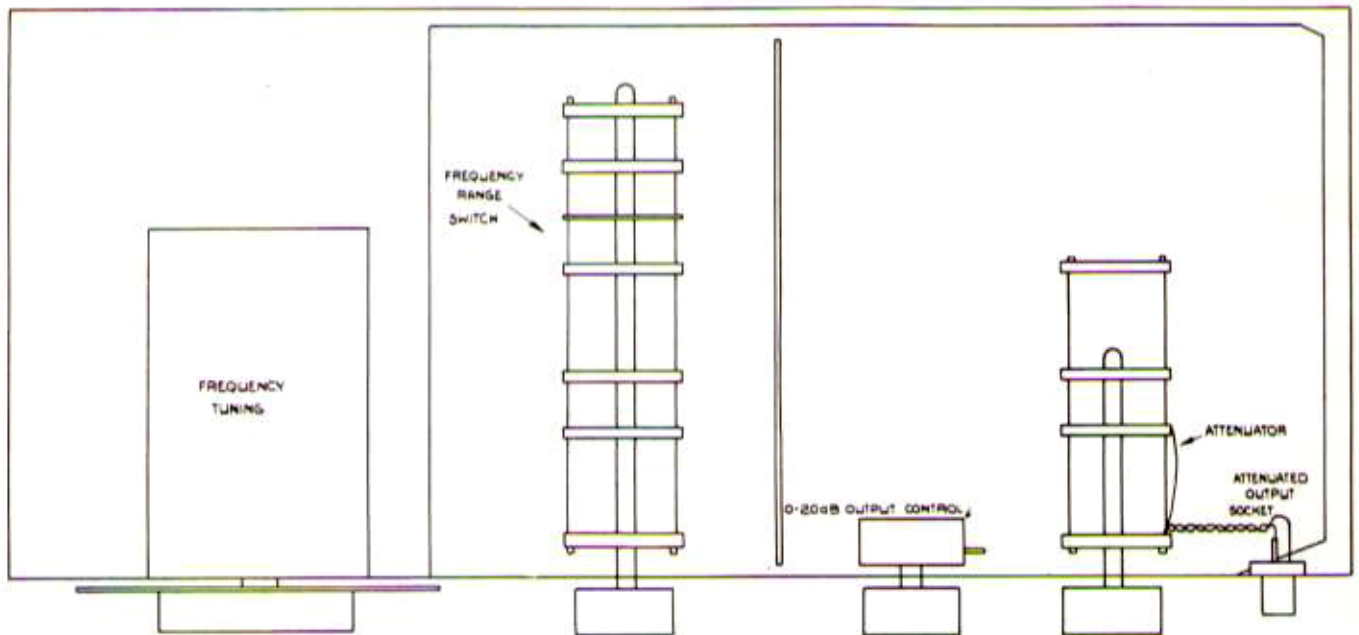 FREQUENCY
RANGE
SWITCH
FREQUENCY
TUNING
0-20dB OUTPUT CONTROL
ATTENUATOR
ATTENUATED
OUTPUT
SOCKET